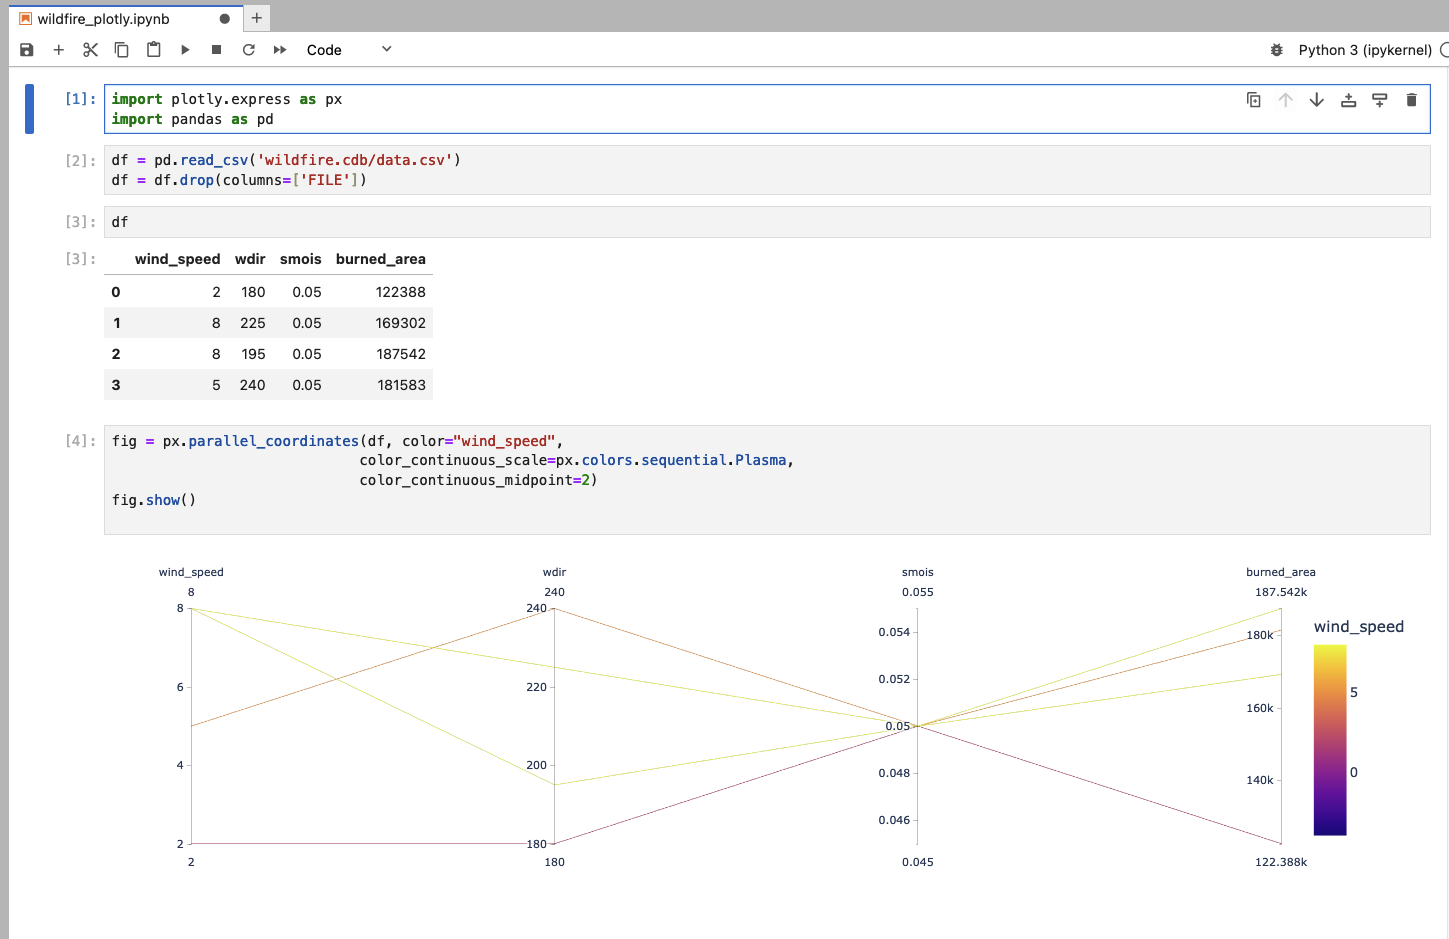 wildfire_plotly.ipynb
Code
Python 3 (ipykernel)
[1]:
import plotly.express as px
import pandas as pd
[2]:
df = pd.read_csv('wildfire.cdb/data.csv')
df = df.drop(columns=['FILE'])
[3]:
df
[3]:
wind_speed wdir smois burned_area
0 2 180 0.05 122388
1 8 225 0.05 169302
2 8 195 0.05 187542
3 5 240 0.05 181583
[4]:
fig = px.parallel_coordinates(df, color="wind_speed",
color_continuous_scale=px.colors.sequential.Plasma,
color_continuous_midpoint=2)
fig.show()
wind_speed wdir smois burned_area
8 240 0.055 187.542k
8
6
4
2
2
240
220
200
180
180
0.054
0.052
0.05
0.048
0.046
0.045
180k
160k
140k
122.388k
wind_speed
5
0